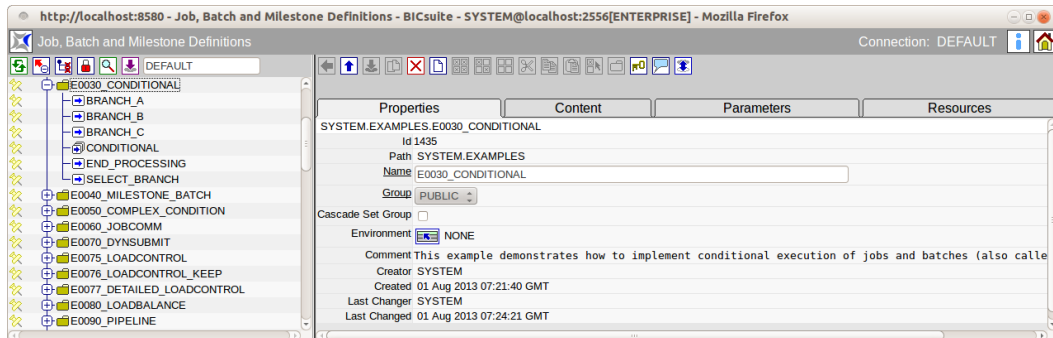 http://localhost:8580 - Job, Batch and Milestone Definitions - BICsuite - SYSTEM@localhost:2556[ENTERPRISE] - Mozilla Firefox
Job, Batch and Milestone Definitions
Connection: DEFAULT
DEFAULT
E0030_CONDITIONAL
BRANCH_A
BRANCH_B
BRANCH_C
CONDITIONAL
END_PROCESSING
SELECT_BRANCH
E0040_MILESTONE_BATCH
E0050_COMPLEX_CONDITION
E0060_JOBCOMM
E0070_DYNSUBMIT
E0075_LOADCONTROL
E0076_LOADCONTROL_KEEP
E0077_DETAILED_LOADCONTROL
E0080_LOADBALANCE
E0090_PIPELINE
Properties Content Parameters Resources
SYSTEM.EXAMPLES.E0030_CONDITIONAL
Id 1435
Path SYSTEM.EXAMPLES
Name E0030_CONDITIONAL
Group PUBLIC
Cascade Set Group
Environment NONE
Comment This example demonstrates how to implement conditional execution of jobs and batches (also calle
Creator SYSTEM
Created 01 Aug 2013 07:21:40 GMT
Last Changer SYSTEM
Last Changed 01 Aug 2013 07:24:21 GMT